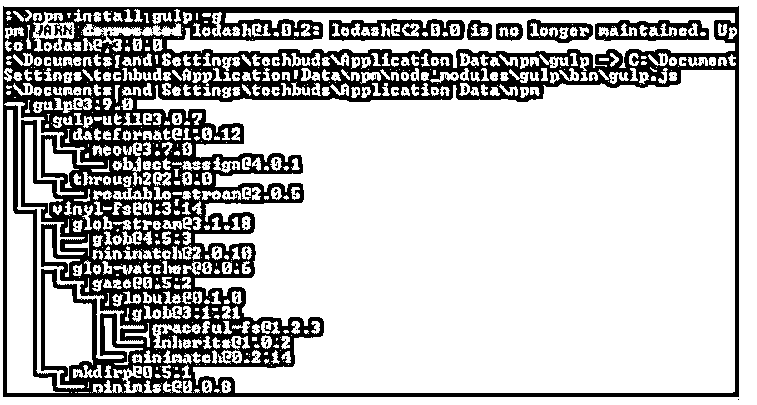 :\>npm install gulp -g
pm WARN deprecated lodash@1.0.2: lodash@<2.0.0 is no longer maintained. Up
to lodash@^3.0.0
:\Documents and Settings\techbuds\Application Data\npm\gulp -> C:\Document
Settings\techbuds\Application Data\npm\node_modules\gulp\bin\gulp.js
:\Documents and Settings\techbuds\Application Data\npm
gulp@3.9.0
gulp-util@3.0.7
dateformat@1.0.12
meow@3.7.0
object-assign@4.0.1
through2@2.0.0
readable-stream@2.0.5
vinyl-fs@0.3.14
glob-stream@3.1.18
glob@4.5.3
minimatch@2.0.10
glob-watcher@0.0.6
gaze@0.5.2
globule@0.1.0
glob@3.1.21
graceful-fs@1.2.3
inherits@1.0.2
minimatch@0.2.14
mkdirp@0.5.1
minimist@0.0.8